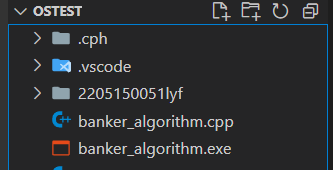 OSTEST
.cph
.vscode
2205150051lyf
banker_algorithm.cpp
banker_algorithm.exe